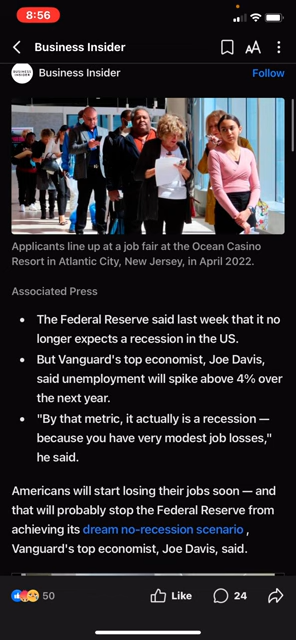 8:56
Business Insider
Business Insider
Follow
Applicants line up at a job fair at the Ocean Casino
Resort in Atlantic City, New Jersey, in April 2022.
Associated Press
• The Federal Reserve said last week that it no
longer expects a recession in the US.
• But Vanguard's top economist, Joe Davis,
said unemployment will spike above 4% over
the next year.
• "By that metric, it actually is a recession —
because you have very modest job losses,"
he said.
Americans will start losing their jobs soon — and
that will probably stop the Federal Reserve from
achieving its dream no-recession scenario ,
Vanguard's top economist, Joe Davis, said.
50
Like
24